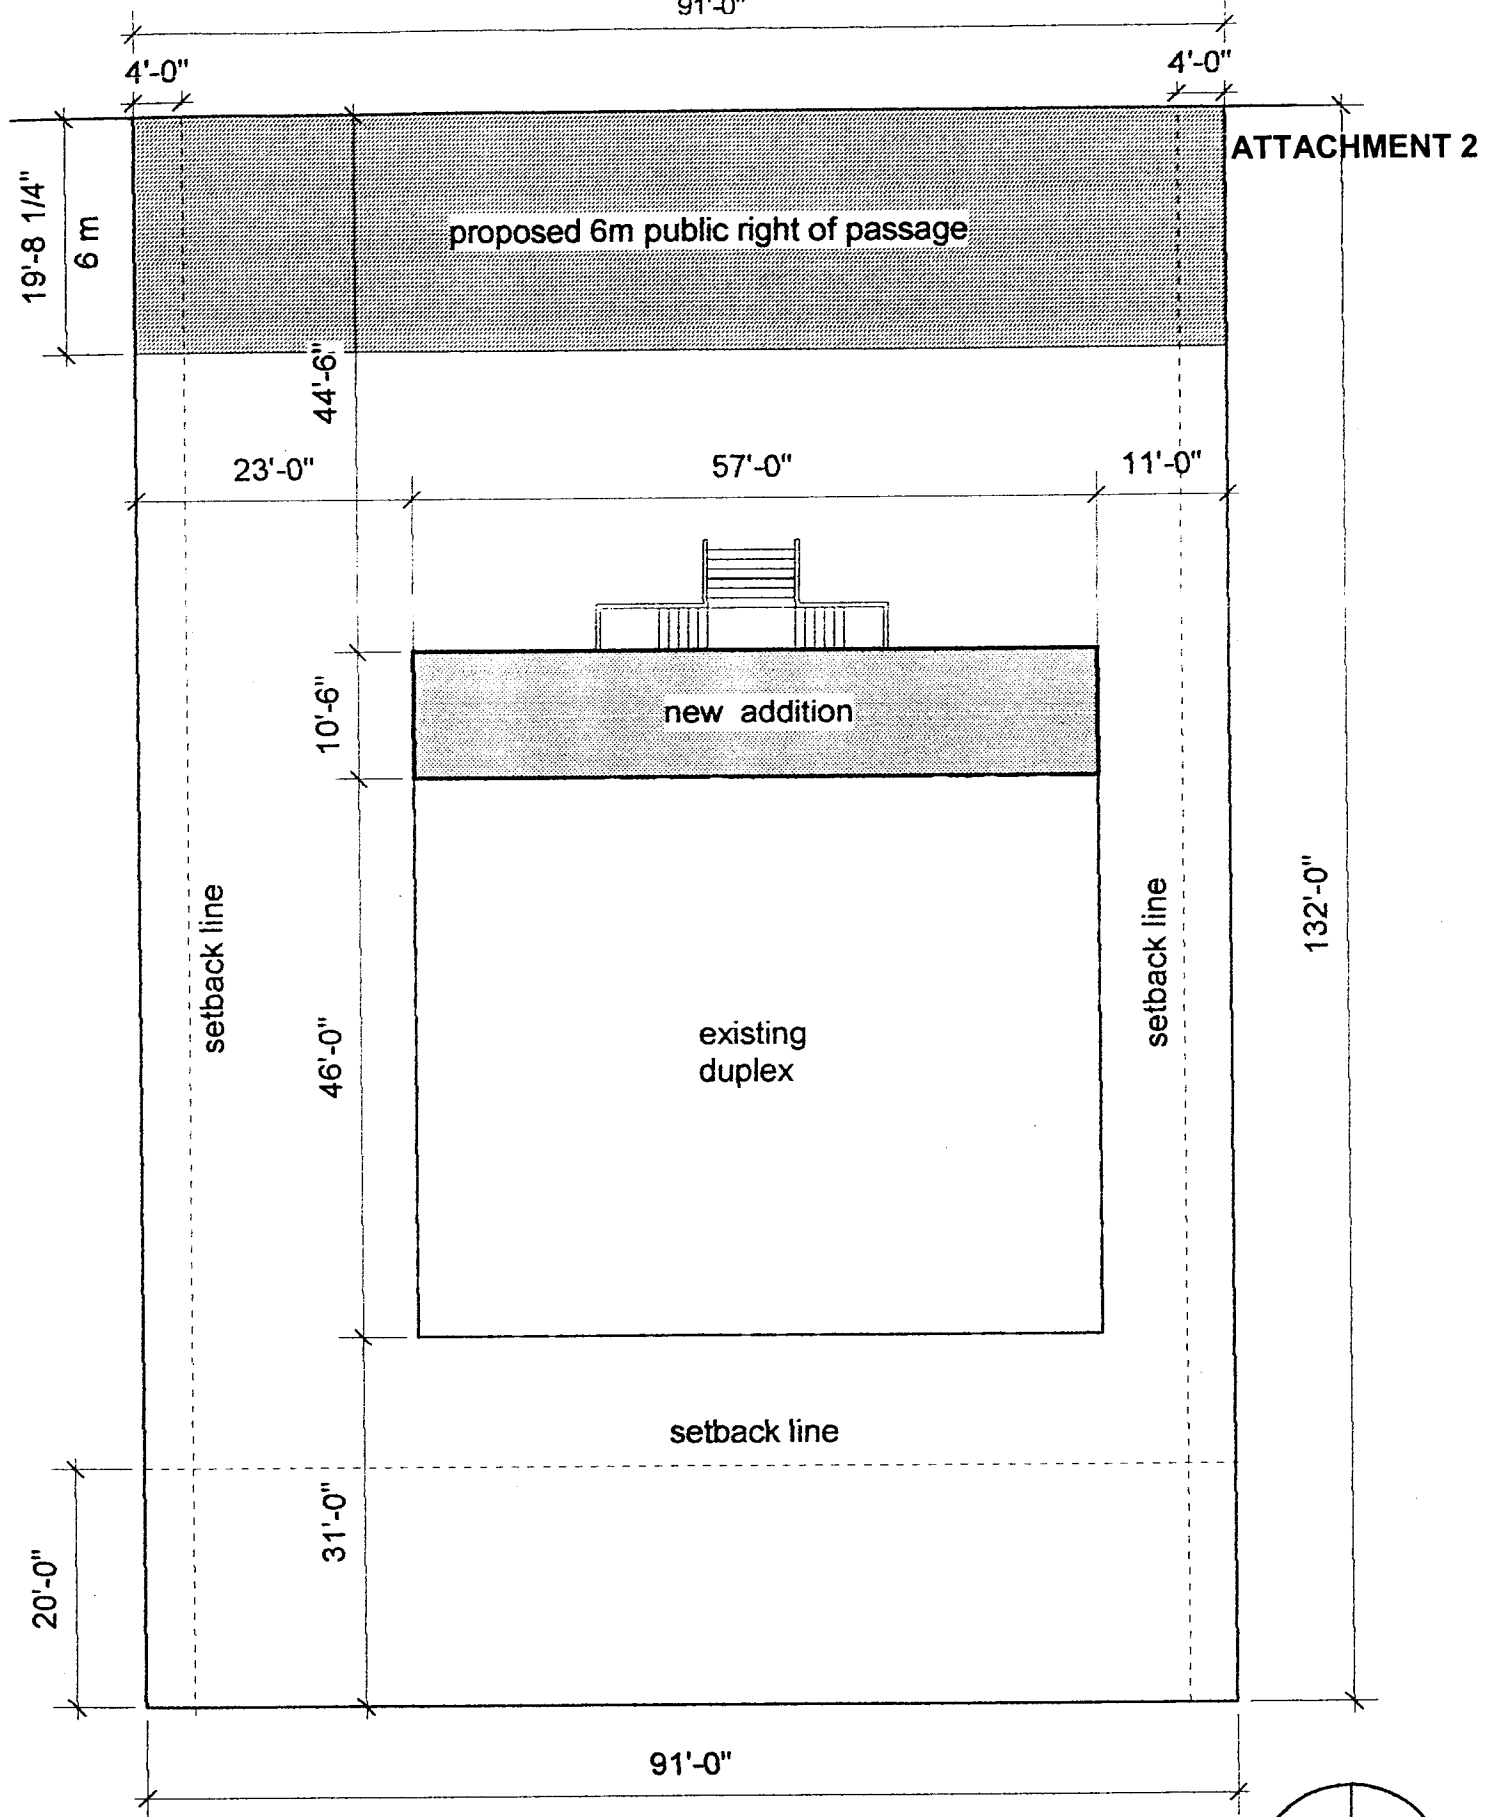 91'-0"
4'-0"
4'-0"
ATTACHMENT 2
19'-8 1/4"
6 m
proposed 6m public right of passage
44'-6"
23'-0"
57'-0"
11'-0"
10'-6"
new addition
setback line
setback line
132'-0"
46'-0"
existing
duplex
setback line
31'-0"
20'-0"
91'-0"